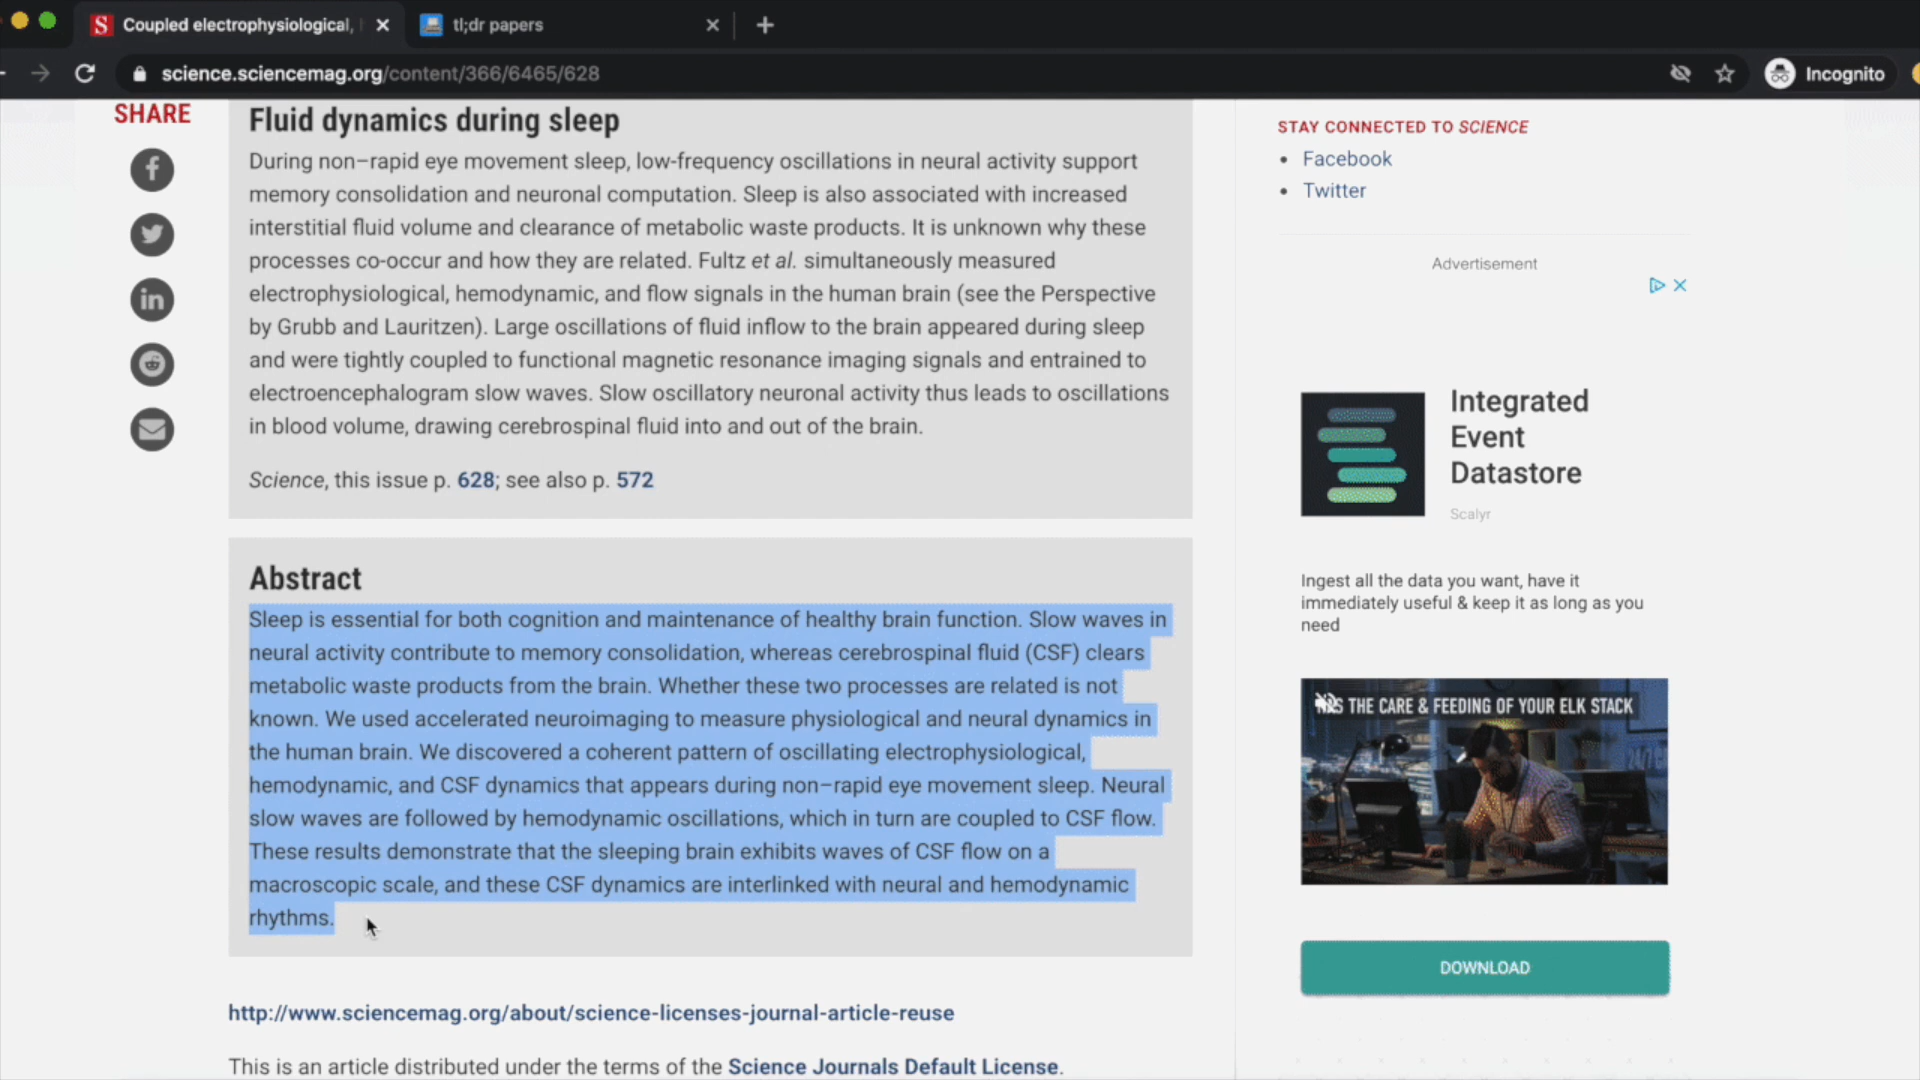 Coupled electrophysiological,
tl;dr papers
science.sciencemag.org/content/366/6465/628
Incognito
SHARE
Fluid dynamics during sleep
During non–rapid eye movement sleep, low-frequency oscillations in neural activity support
memory consolidation and neuronal computation. Sleep is also associated with increased
interstitial fluid volume and clearance of metabolic waste products. It is unknown why these
processes co-occur and how they are related. Fultz et al. simultaneously measured
electrophysiological, hemodynamic, and flow signals in the human brain (see the Perspective
by Grubb and Lauritzen). Large oscillations of fluid inflow to the brain appeared during sleep
and were tightly coupled to functional magnetic resonance imaging signals and entrained to
electroencephalogram slow waves. Slow oscillatory neuronal activity thus leads to oscillations
in blood volume, drawing cerebrospinal fluid into and out of the brain.
Science, this issue p. 628; see also p. 572
Abstract
Sleep is essential for both cognition and maintenance of healthy brain function. Slow waves in
neural activity contribute to memory consolidation, whereas cerebrospinal fluid (CSF) clears
metabolic waste products from the brain. Whether these two processes are related is not
known. We used accelerated neuroimaging to measure physiological and neural dynamics in
the human brain. We discovered a coherent pattern of oscillating electrophysiological,
hemodynamic, and CSF dynamics that appears during non–rapid eye movement sleep. Neural
slow waves are followed by hemodynamic oscillations, which in turn are coupled to CSF flow.
These results demonstrate that the sleeping brain exhibits waves of CSF flow on a
macroscopic scale, and these CSF dynamics are interlinked with neural and hemodynamic
rhythms.
http://www.sciencemag.org/about/science-licenses-journal-article-reuse
This is an article distributed under the terms of the Science Journals Default License.
STAY CONNECTED TO SCIENCE
Facebook
Twitter
Advertisement
Integrated
Event
Datastore
Scalyr
Ingest all the data you want, have it
immediately useful & keep it as long as you
need
THE CARE & FEEDING OF YOUR ELK STACK
DOWNLOAD